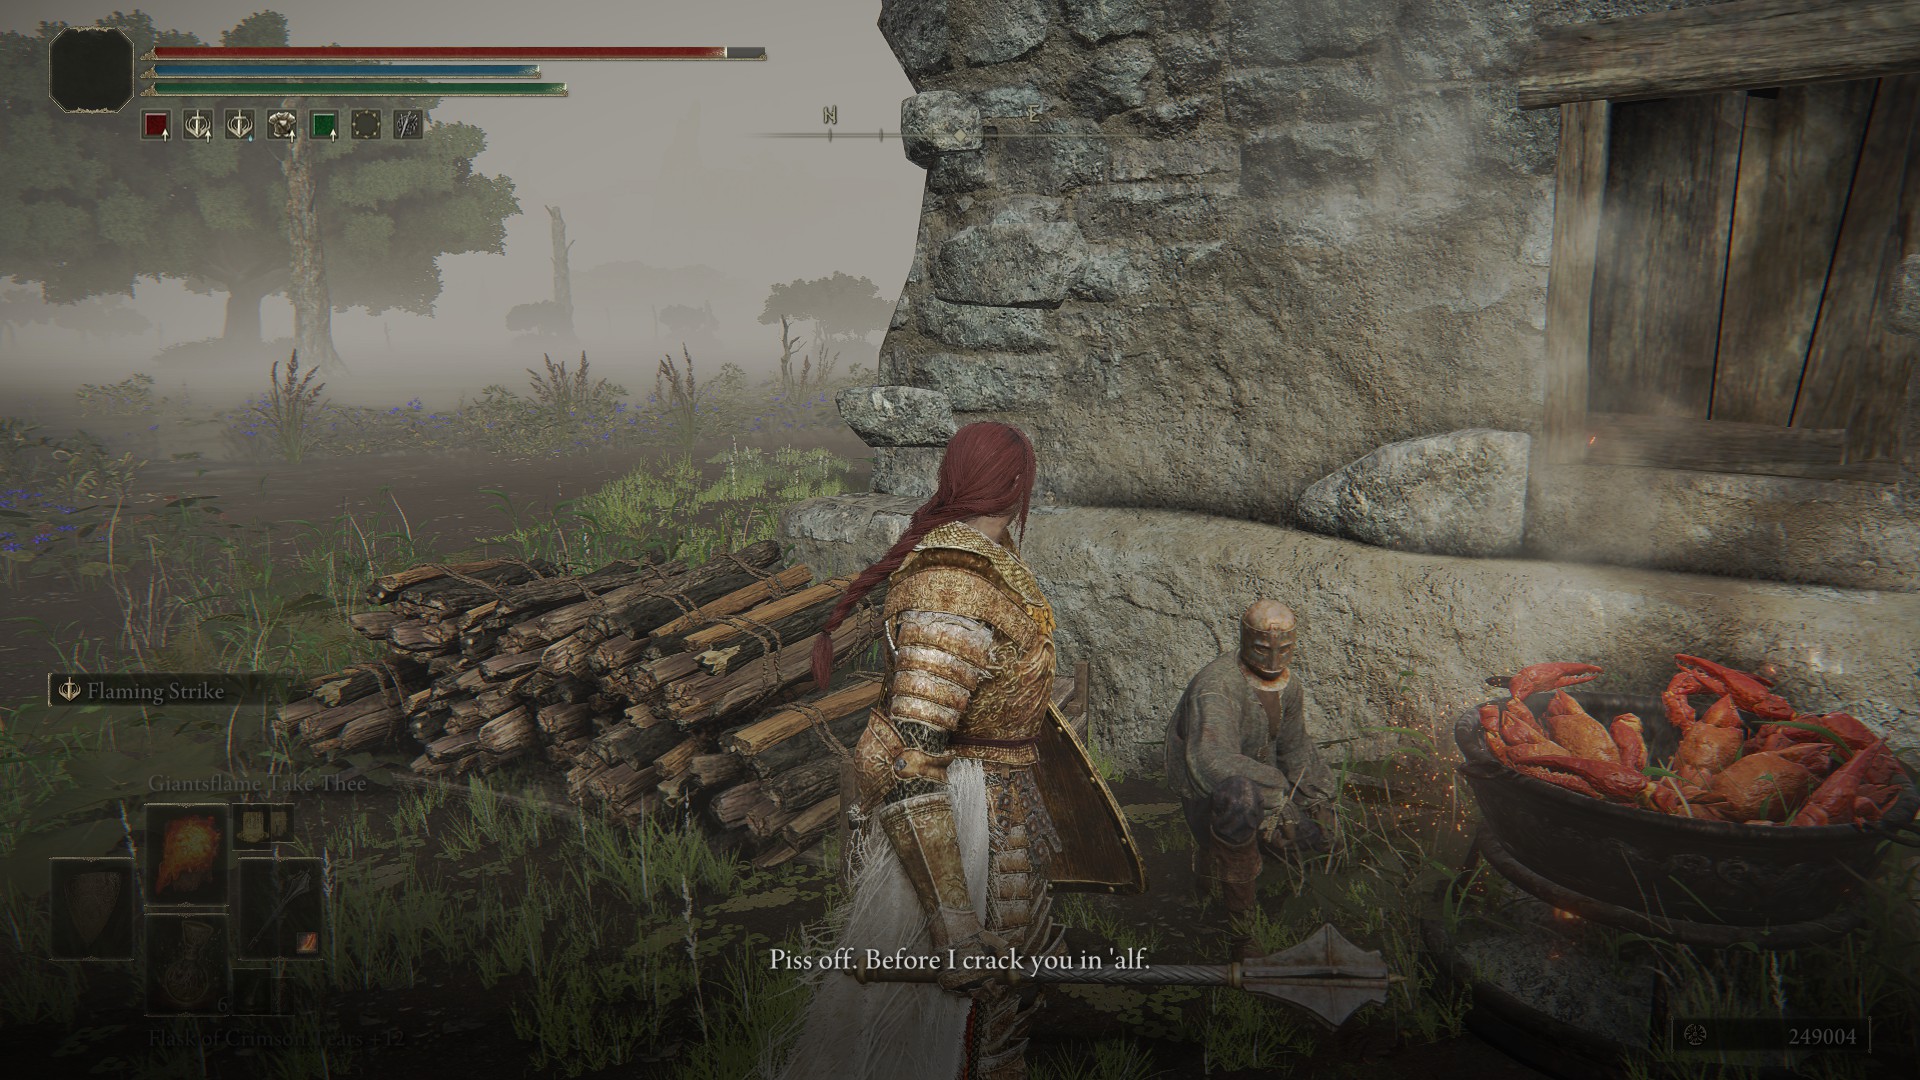 N
E
Flaming Strike
Giantsflame Take Thee
Piss off. Before I crack you in 'alf.
6
Flask of Crimson Tears +12
249004